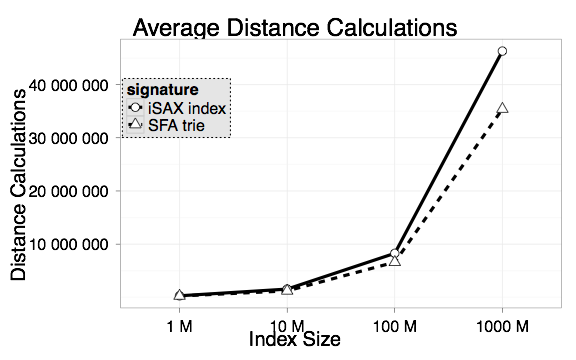 Average Distance Calculations
Distance Calculations
40 000 000
30 000 000
20 000 000
10 000 000
signature
iSAX index
SFA trie
1 M
10 M
100 M
1000 M
Index Size